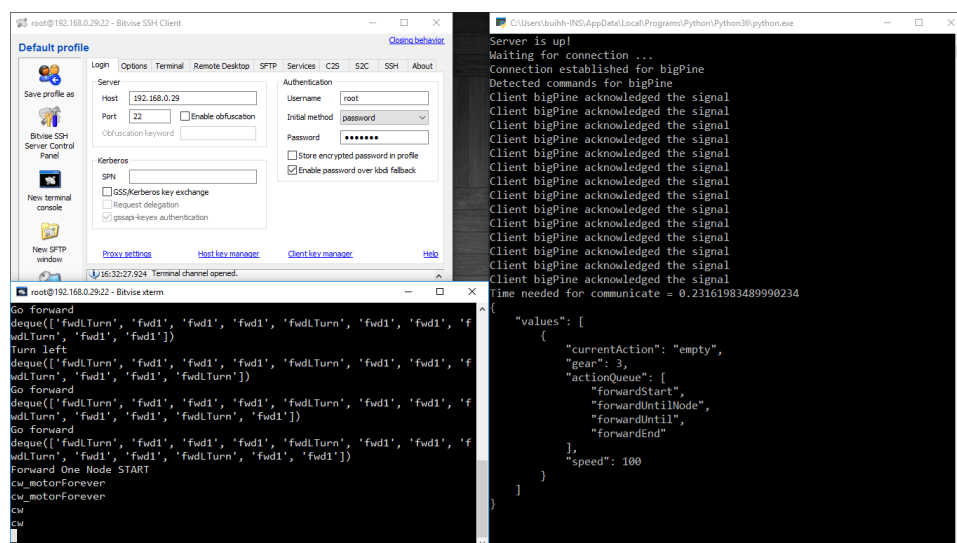 root@192.168.0.29:22 - Bitvise SSH Client
Default profile
Closing behavior
Save profile as
Bitvise SSH
Server Control
Panel
New terminal
console
New SFTP
window
Login Options Terminal Remote Desktop SFTP Services C2S S2C SSH About
Server
Host 192.168.0.29
Port 22 Enable obfuscation
Obfuscation keyword
Kerberos
SPN
GSS/Kerberos key exchange
Request delegation
gssapi-keyex authentication
Authentication
Username root
Initial method password
Password •••••••
Store encrypted password in profile
Enable password over kbdi fallback
Proxy settings Host key manager Client key manager Help
16:32:27.924 Terminal channel opened.
root@192.168.0.29:22 - Bitvise xterm
Go forward
deque(['fwdLTurn', 'fwd1', 'fwd1', 'fwd1', 'fwdLTurn', 'fwd1', 'fwd1', 'fwd1', 'f
wdLTurn', 'fwd1', 'fwd1'])
Turn left
deque(['fwdLTurn', 'fwd1', 'fwd1', 'fwd1', 'fwdLTurn', 'fwd1', 'fwd1', 'fwd1', 'f
wdLTurn', 'fwd1', 'fwd1', 'fwdLTurn'])
Go forward
deque(['fwdLTurn', 'fwd1', 'fwd1', 'fwd1', 'fwdLTurn', 'fwd1', 'fwd1', 'fwd1', 'f
wdLTurn', 'fwd1', 'fwd1', 'fwdLTurn', 'fwd1'])
Go forward
deque(['fwdLTurn', 'fwd1', 'fwd1', 'fwd1', 'fwdLTurn', 'fwd1', 'fwd1', 'fwd1', 'f
wdLTurn', 'fwd1', 'fwd1', 'fwdLTurn', 'fwd1', 'fwd1'])
Forward One Node START
cw_motorForever
cw_motorForever
cw
cw
C:\Users\buihh-INS\AppData\Local\Programs\Python\Python36\python.exe
Server is up!
Waiting for connection ...
Connection established for bigPine
Detected commands for bigPine
Client bigPine acknowledged the signal
Client bigPine acknowledged the signal
Client bigPine acknowledged the signal
Client bigPine acknowledged the signal
Client bigPine acknowledged the signal
Client bigPine acknowledged the signal
Client bigPine acknowledged the signal
Client bigPine acknowledged the signal
Client bigPine acknowledged the signal
Client bigPine acknowledged the signal
Client bigPine acknowledged the signal
Client bigPine acknowledged the signal
Client bigPine acknowledged the signal
Client bigPine acknowledged the signal
Time needed for communicate = 0.23161983489990234
{
"values": [
{
"currentAction": "empty",
"gear": 3,
"actionQueue": [
"forwardStart",
"forwardUntilNode",
"forwardUntil",
"forwardEnd"
],
"speed": 100
}
]
}